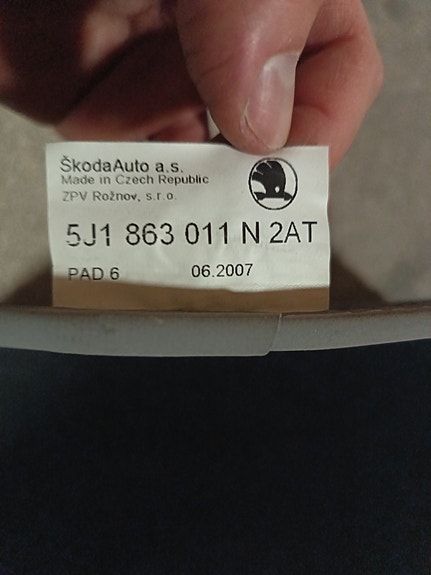 ŠkodaAuto a.s.
Made in Czech Republic
ZPV Rožnov, s.r.o.
5J1 863 011 N 2AT
PAD 6 06.2007